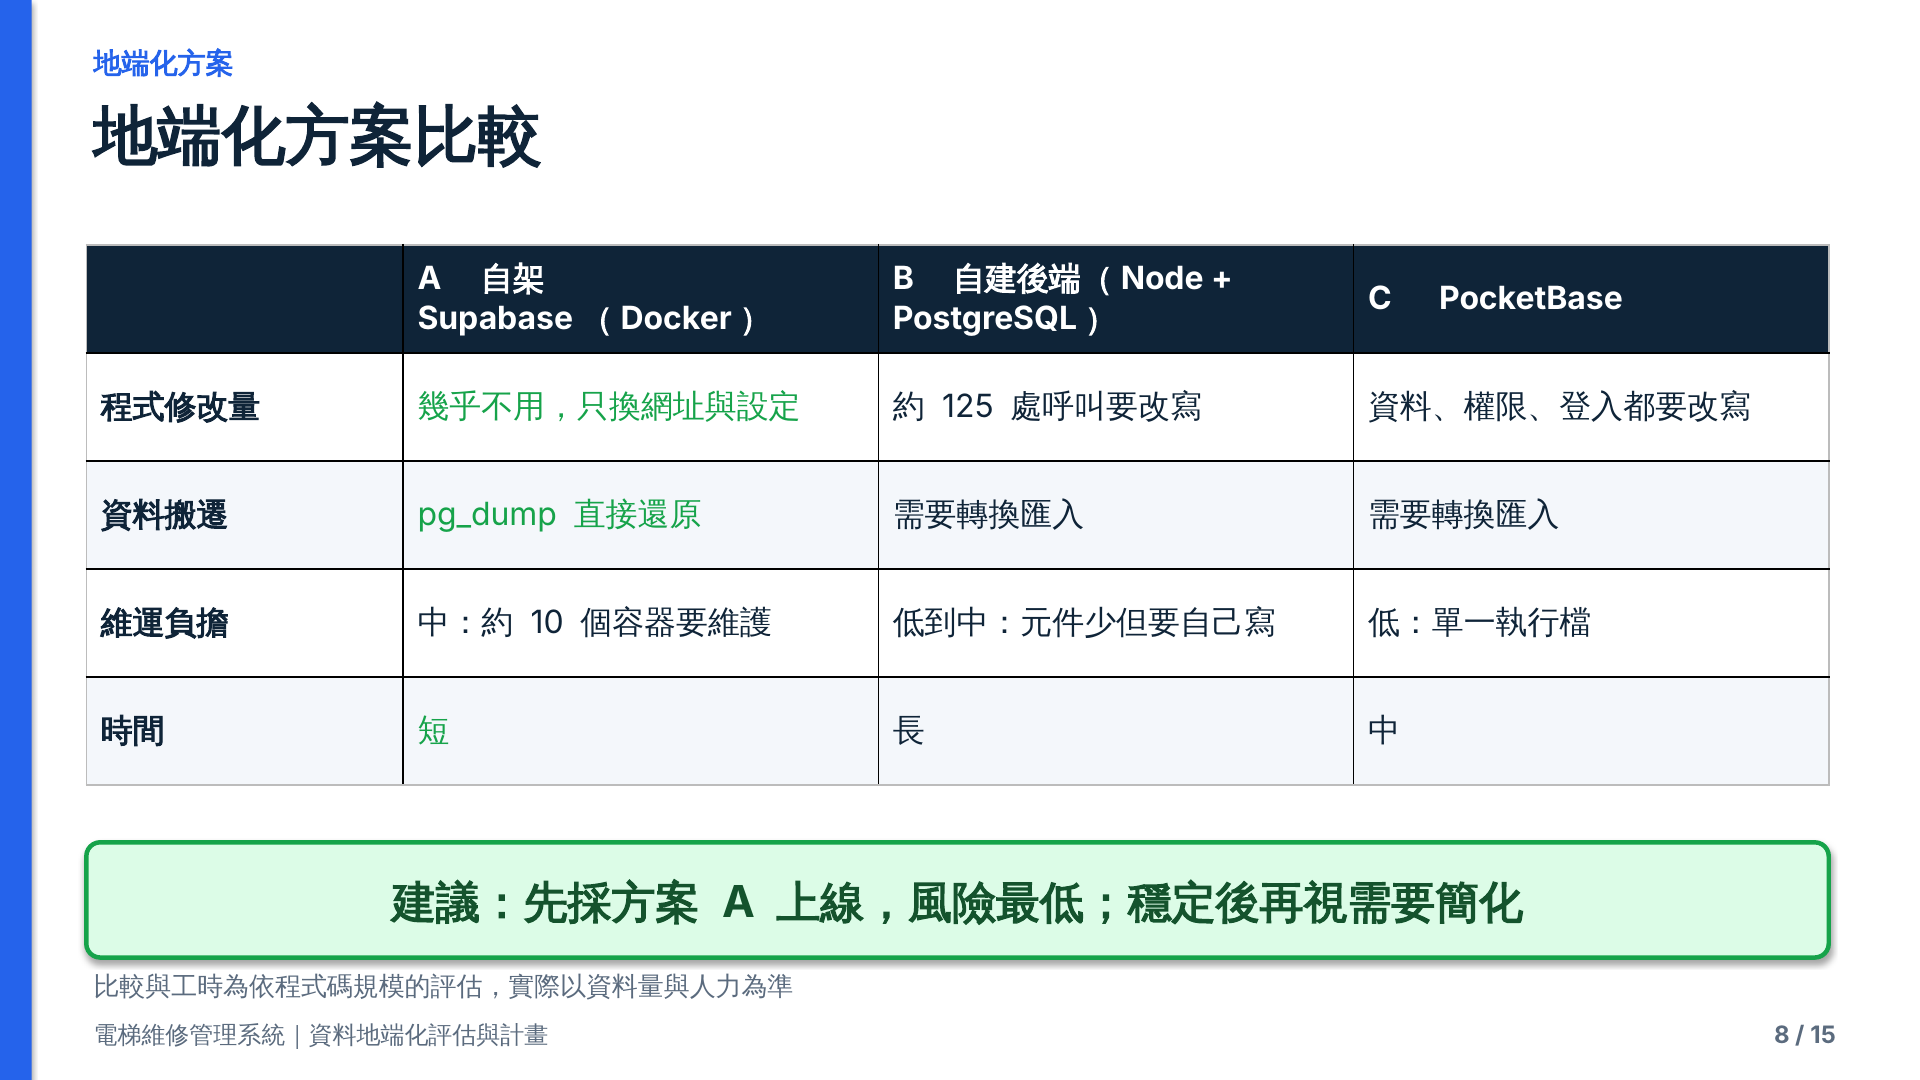 地端化方案
地端化方案比較
A 自架
Supabase （Docker）
B 自建後端（Node +
PostgreSQL）
C PocketBase
程式修改量
幾乎不用，只換網址與設定
約 125 處呼叫要改寫
資料、權限、登入都要改寫
資料搬遷
pg_dump 直接還原
需要轉換匯入
需要轉換匯入
維運負擔
中：約 10 個容器要維護
低到中：元件少但要自己寫
低：單一執行檔
時間
短
長
中
建議：先採方案 A 上線，風險最低；穩定後再視需要簡化
比較與工時為依程式碼規模的評估，實際以資料量與人力為準
電梯維修管理系統｜資料地端化評估與計畫
8 / 15